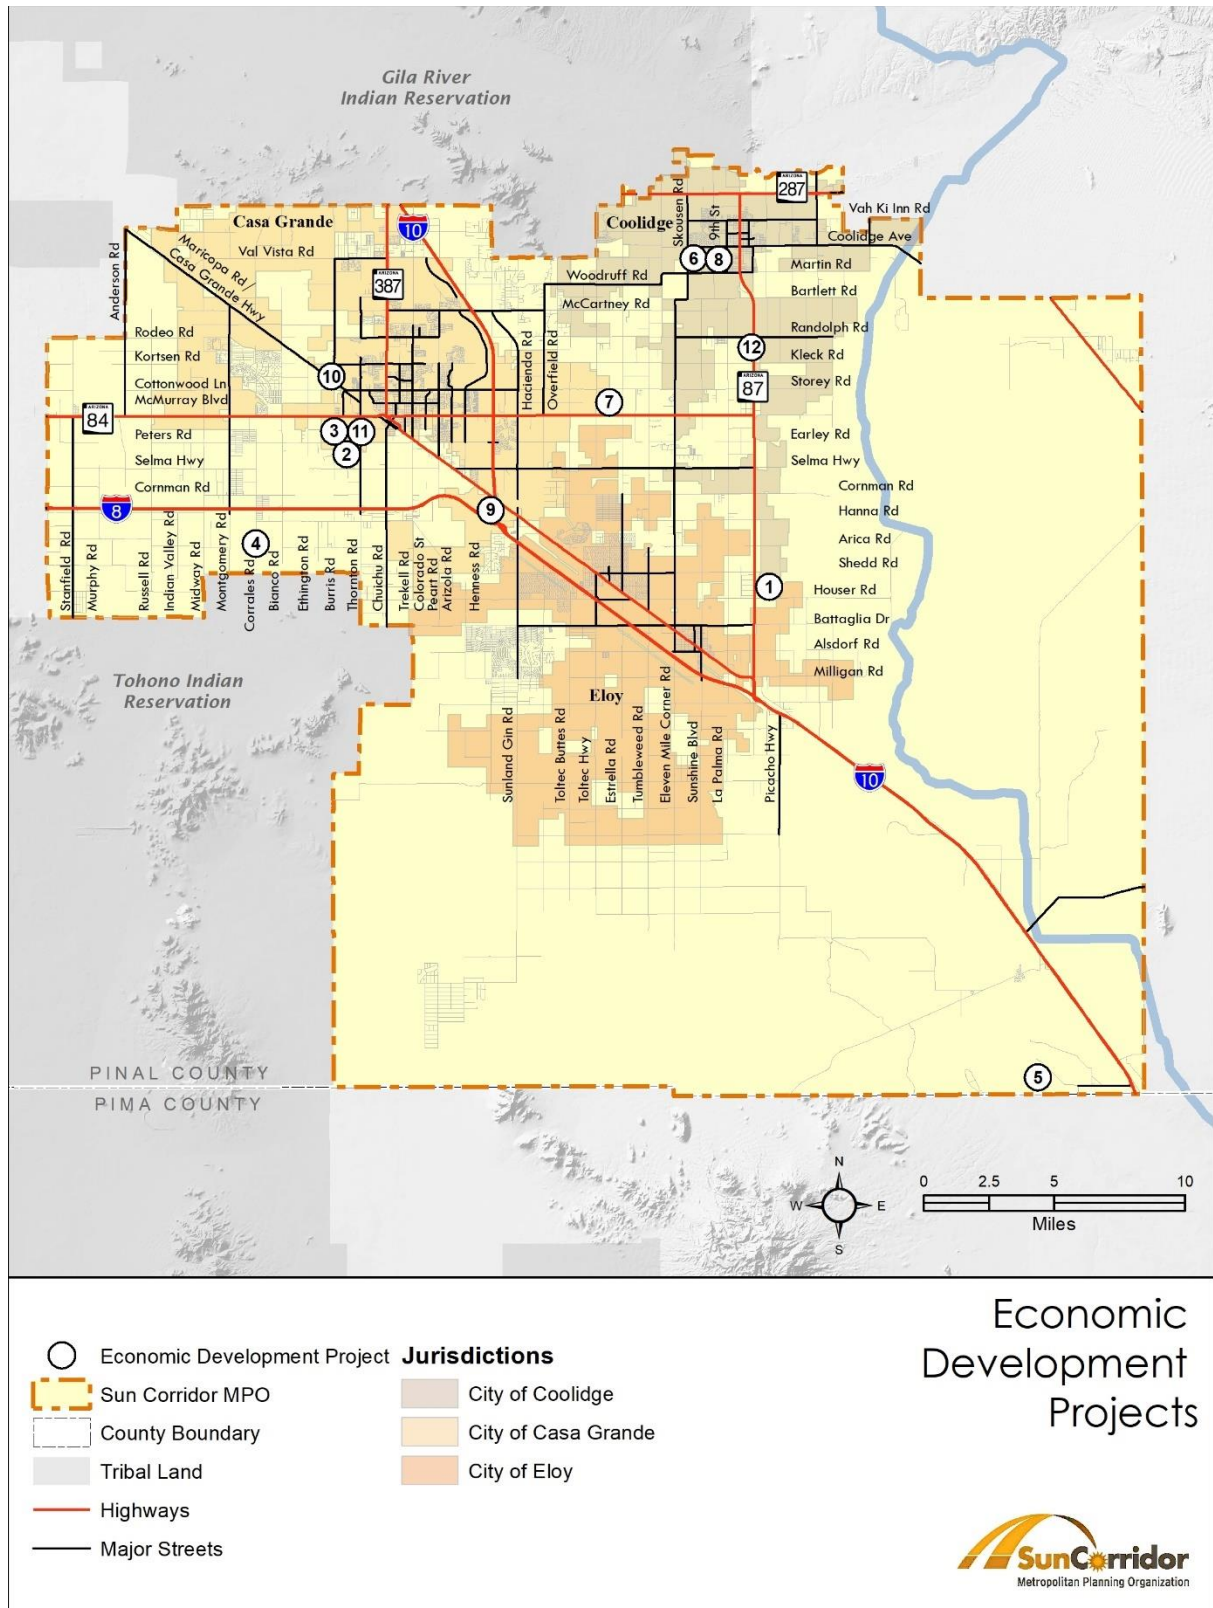 Gila River
Indian Reservation
ARIZONA
287
Skousen Rd
9th St
Vah Ki Inn Rd
Casa Grande
Coolidge
10
Coolidge Ave
Anderson Rd
Maricopa Rd /
Casa Grande Hwy
Val Vista Rd
6
8
Martin Rd
Woodruff Rd
ARIZONA
387
Bartlett Rd
McCartney Rd
Rodeo Rd
Randolph Rd
Hacienda Rd
Overfield Rd
12
Kortsen Rd
Kleck Rd
10
Cottonwood Ln
Storey Rd
ARIZONA
87
McMurray Blvd
7
ARIZONA
84
Peters Rd
3
11
Earley Rd
2
Selma Hwy
Selma Hwy
Cornman Rd
Cornman Rd
8
9
Hanna Rd
4
Arica Rd
Shedd Rd
Stanfield Rd
Murphy Rd
Russell Rd
Indian Valley Rd
Midway Rd
Montgomery Rd
Corrales Rd
Bianco Rd
Ethington Rd
Burris Rd
Thornton Rd
Chuichu Rd
Trekell Rd
Colorado St
Peart Rd
Arizola Rd
Henness Rd
1
Houser Rd
Battaglia Dr
Alsdorf Rd
Milligan Rd
Tohono Indian
Reservation
Eloy
Sunland Gin Rd
Toltec Buttes Rd
Toltec Hwy
Estrella Rd
Tumbleweed Rd
Eleven Mile Corner Rd
Sunshine Blvd
La Palma Rd
Picacho Hwy
10
PINAL COUNTY
5
PIMA COUNTY
N
W
E
S
0 2.5 5 10
Miles
Economic
Development
Projects
Economic Development Project
Sun Corridor MPO
County Boundary
Tribal Land
Highways
Major Streets
Jurisdictions
City of Coolidge
City of Casa Grande
City of Eloy
SunCorridor
Metropolitan Planning Organization